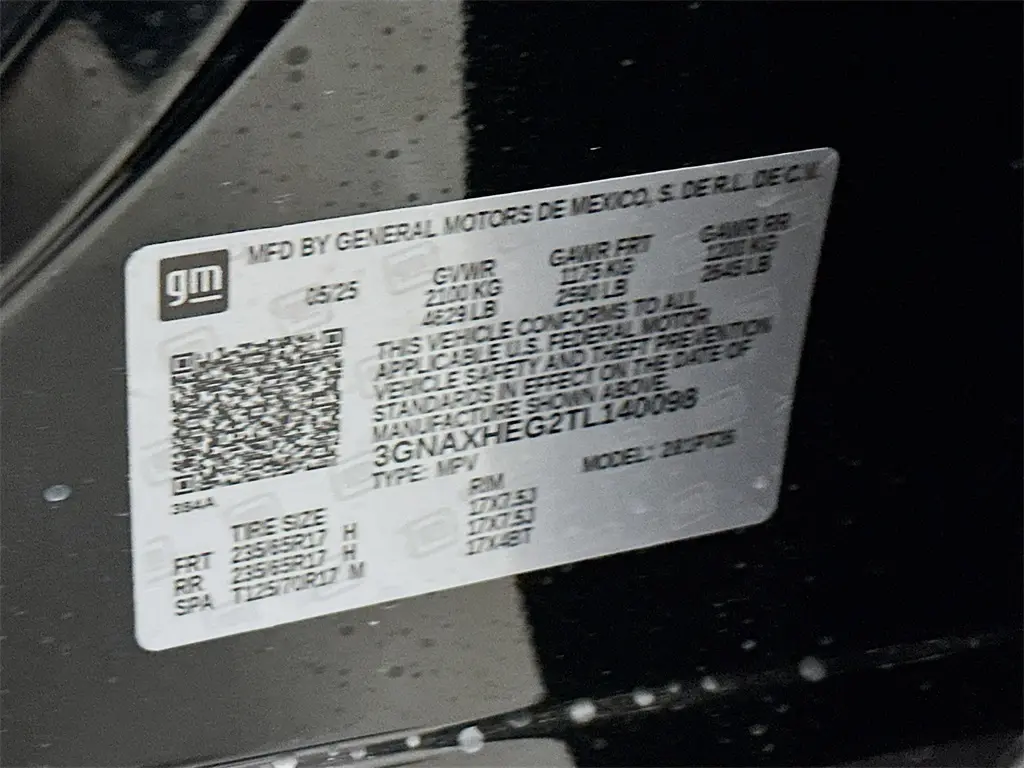 gm
MFD BY GENERAL MOTORS DE MEXICO, S. DE R.L. DE C.V.
05/25 GVWR GAWR FRT GAWR RR
2100 KG 1175 KG 1200 KG
4629 LB 2590 LB 2645 LB
THIS VEHICLE CONFORMS TO ALL
APPLICABLE U.S. FEDERAL MOTOR
VEHICLE SAFETY AND THEFT PREVENTION
STANDARDS IN EFFECT ON THE DATE OF
MANUFACTURE SHOWN ABOVE.
3GNAXHEG2TL140098
TYPE: MPV MODEL:
TIRE SIZE RIM
FRT 235/65R17 H 17X7.5J
RR 235/65R17 H 17X7.5J
SPA T125/70R17 M 17X4BT